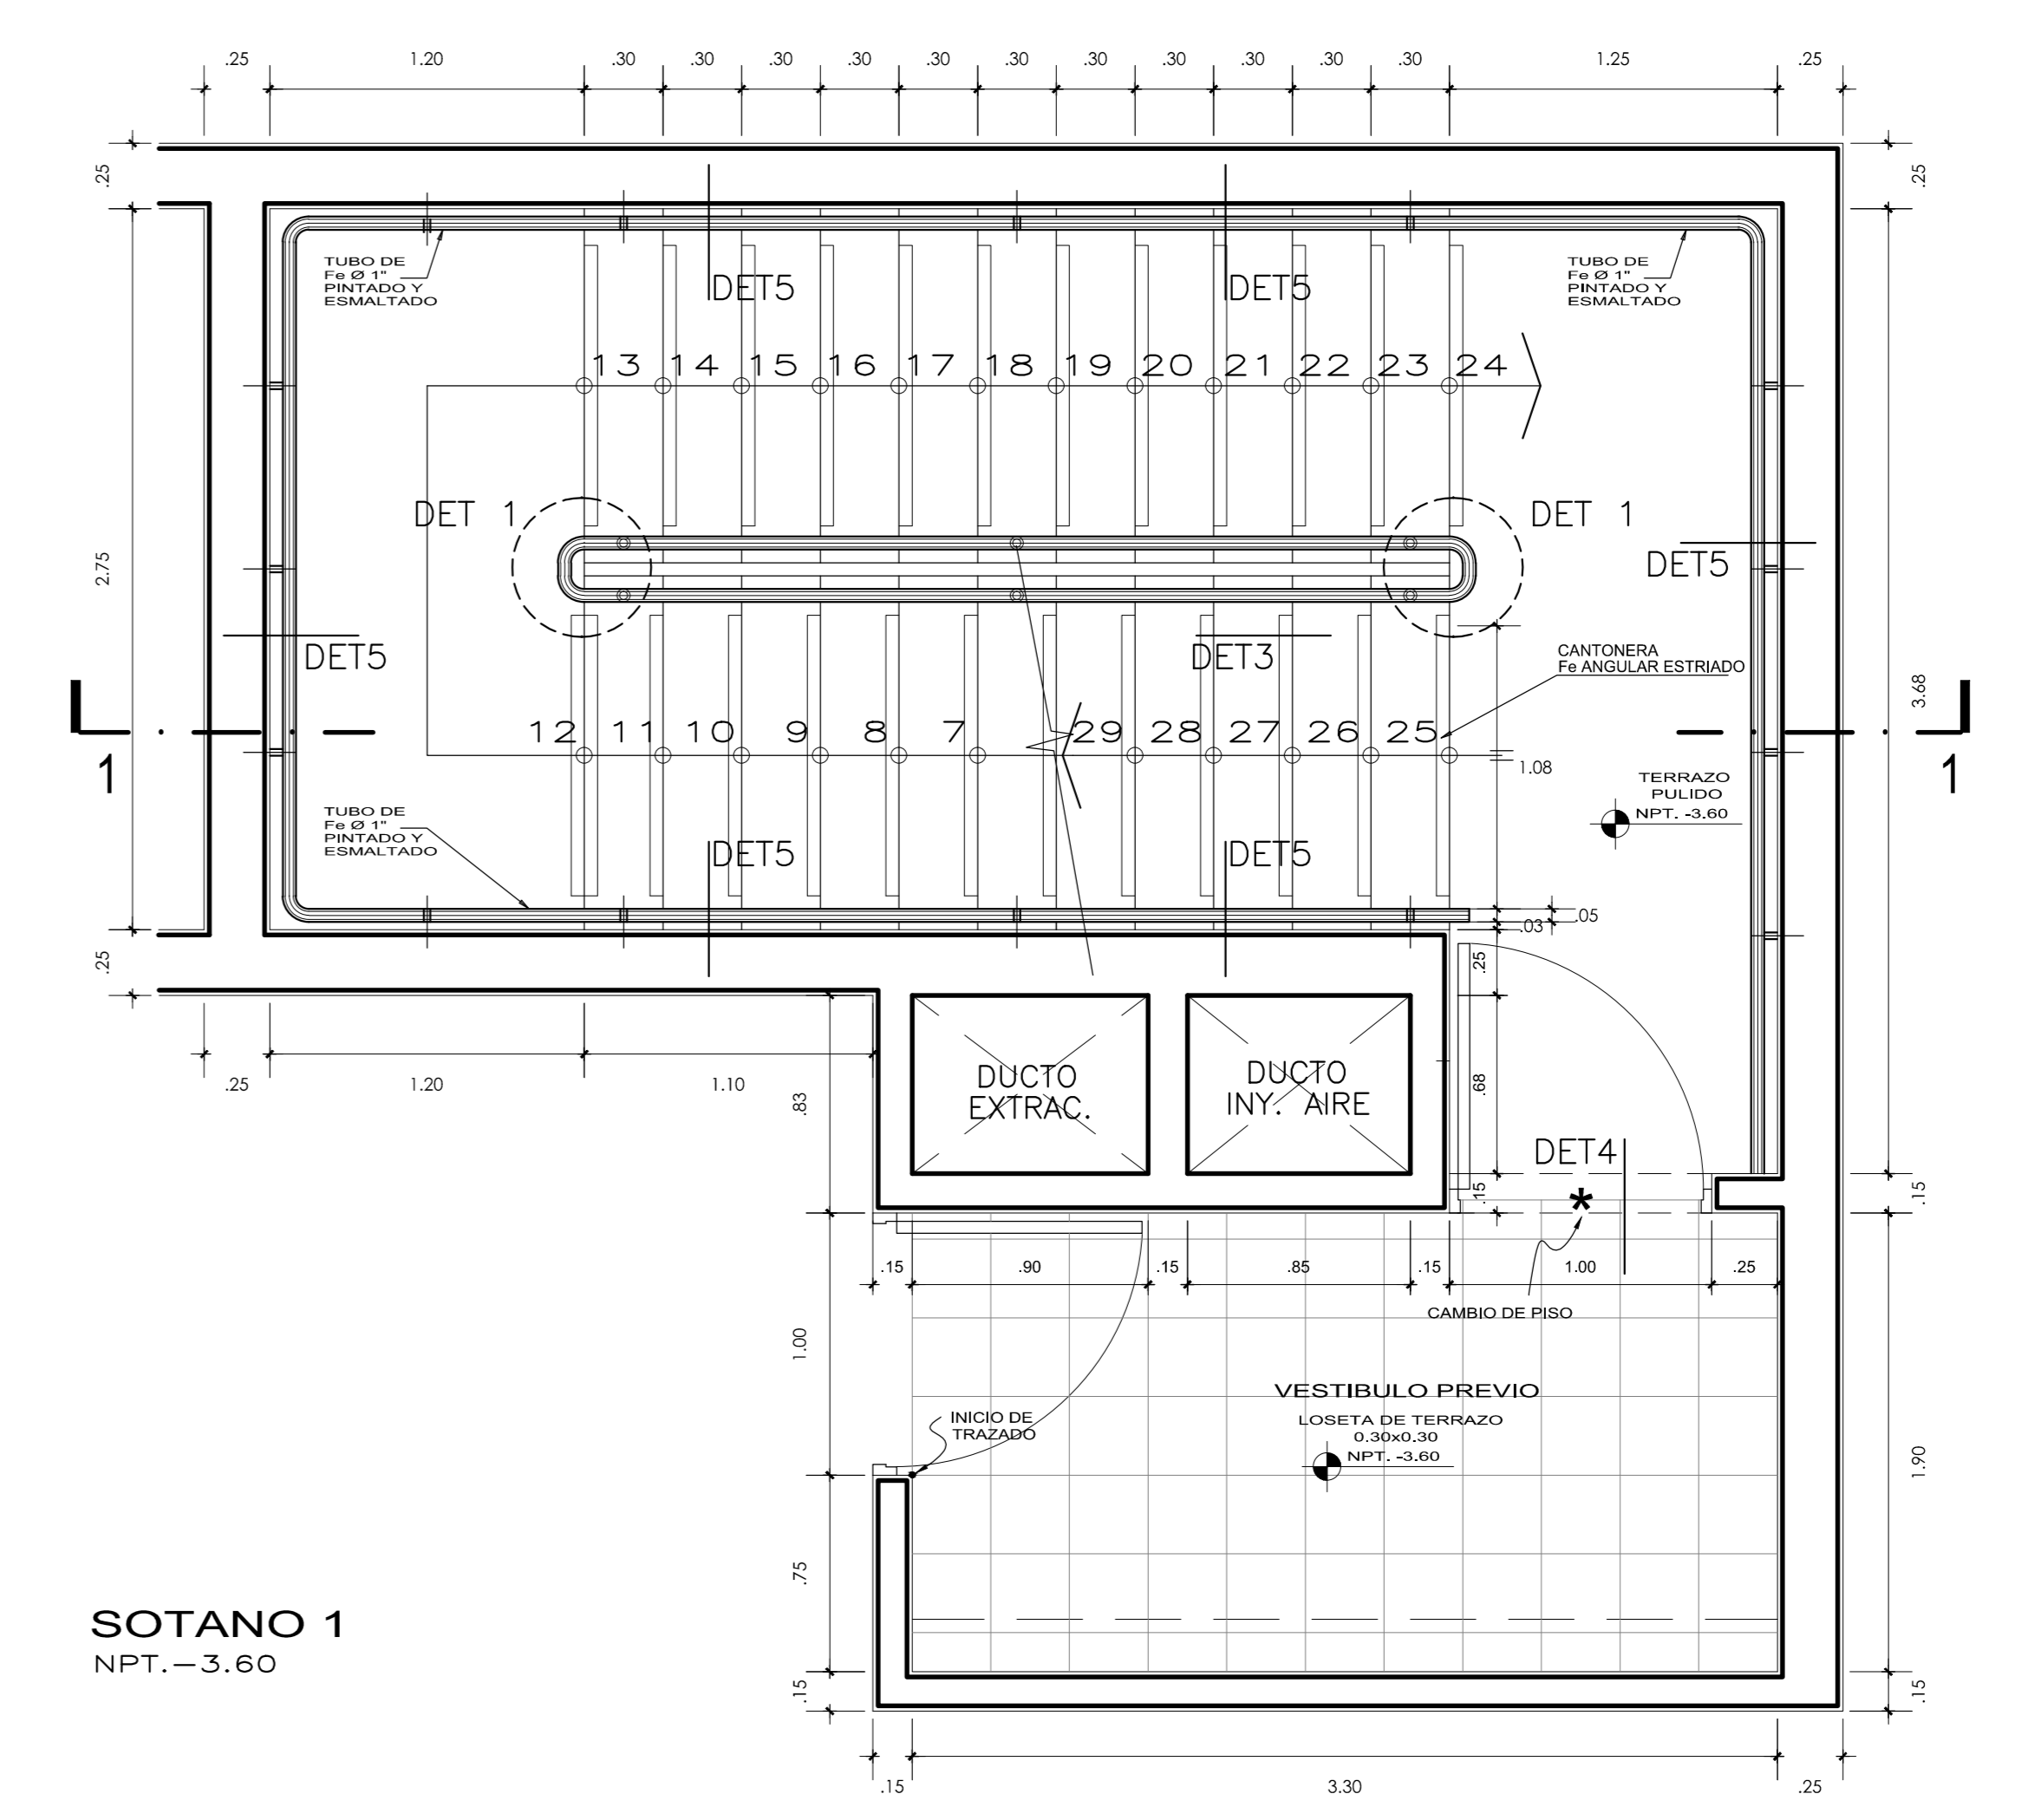 .25 1.20 .30 .30 .30 .30 .30 .30 .30 .30 .30 .30 .30 1.25 .25
.25 .25
TUBO DE
Fe Ø 1"
PINTADO Y
ESMALTADO
DET5 DET5
TUBO DE
Fe Ø 1"
PINTADO Y
ESMALTADO
13 14 15 16 17 18 19 20 21 22 23 24
DET 1 DET 1
2.75
DET5
DET5 DET3
CANTONERA
Fe ANGULAR ESTRIADO
3.68
12 11 10 9 8 7 29 28 27 26 25
1 1
1.08
TERRAZO
PULIDO
NPT. -3.60
TUBO DE
Fe Ø 1"
PINTADO Y
ESMALTADO
DET5 DET5
.05
.03
.25 .25
.25 1.20 1.10
.83
DUCTO
EXTRAC.
DUCTO
INY. AIRE
.68
DET4
*
.15 .15
.15 .90 .15 .85 .15 1.00 .25
CAMBIO DE PISO
1.00
VESTIBULO PREVIO
LOSETA DE TERRAZO
0.30x0.30
NPT. -3.60
INICIO DE
TRAZADO
1.90
.75
SOTANO 1
NPT.-3.60
.15 .15
.15 3.30 .25